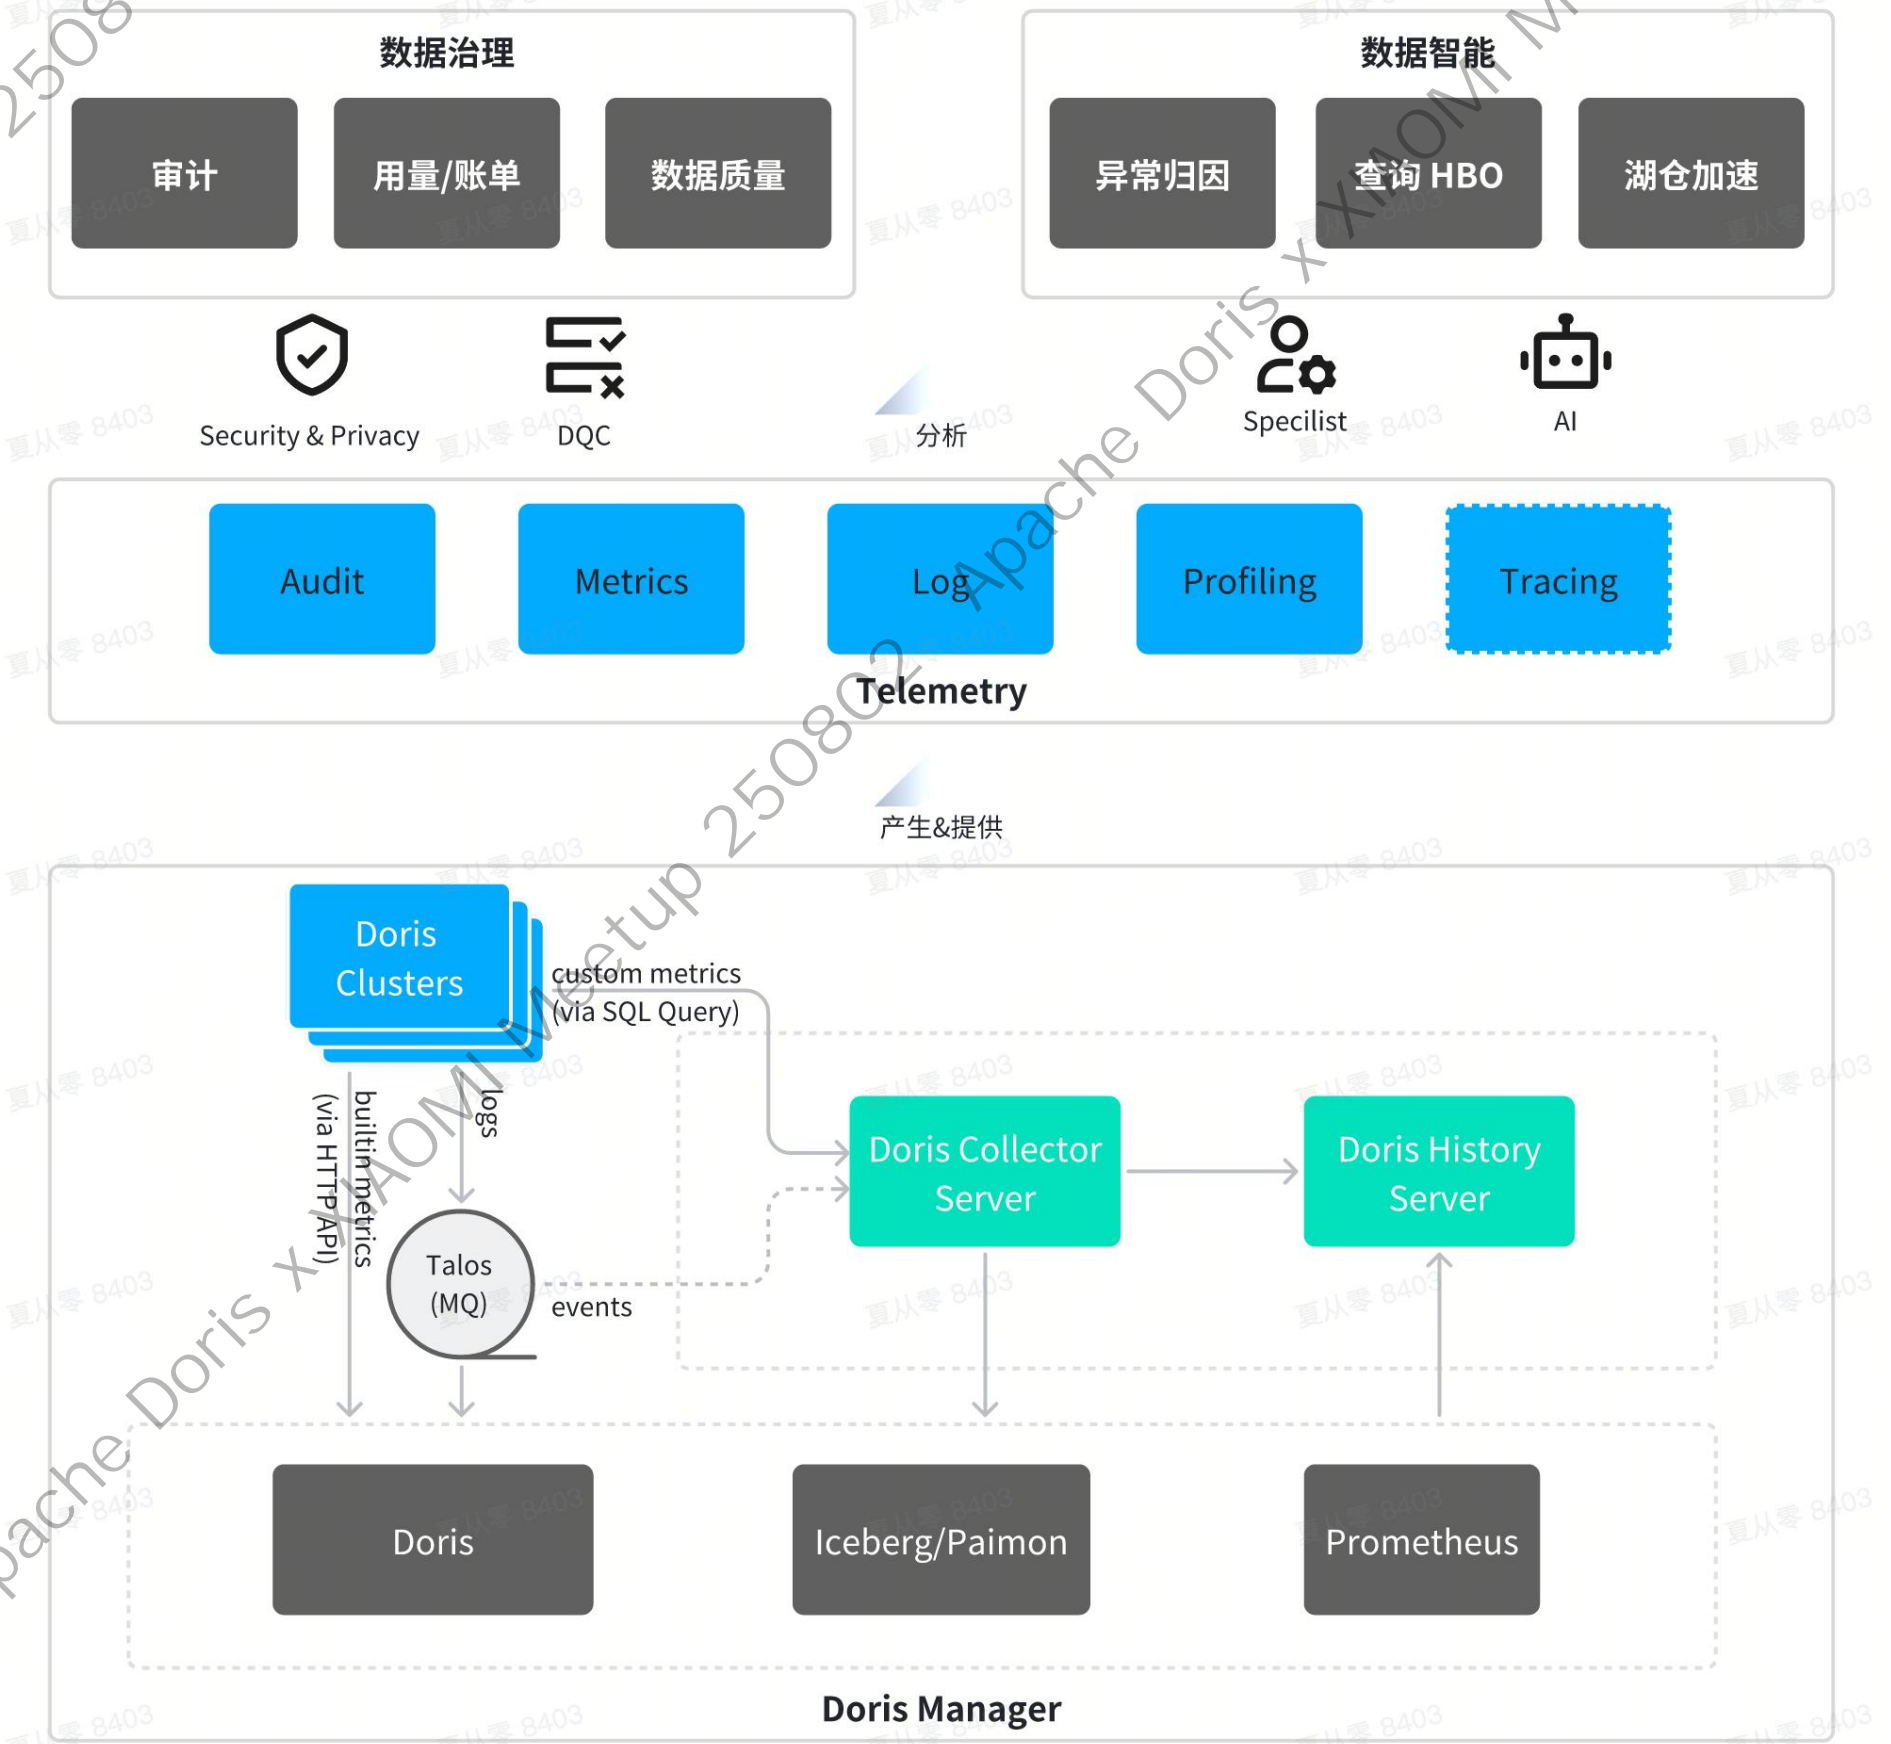 数据治理
数据智能
审计
用量/账单
数据质量
异常归因
查询 HBO
湖仓加速
Security & Privacy
DQC
分析
Specilist
AI
Audit
Metrics
Log
Profiling
Tracing
Telemetry
产生&提供
Doris
Clusters
custom metrics
(via SQL Query)
builtin metrics
(via HTTP API)
logs
Talos
(MQ)
events
Doris Collector
Server
Doris History
Server
Doris
Iceberg/Paimon
Prometheus
Doris Manager
Apache Doris x XIAOMI Meetup 250802
夏从零 8403